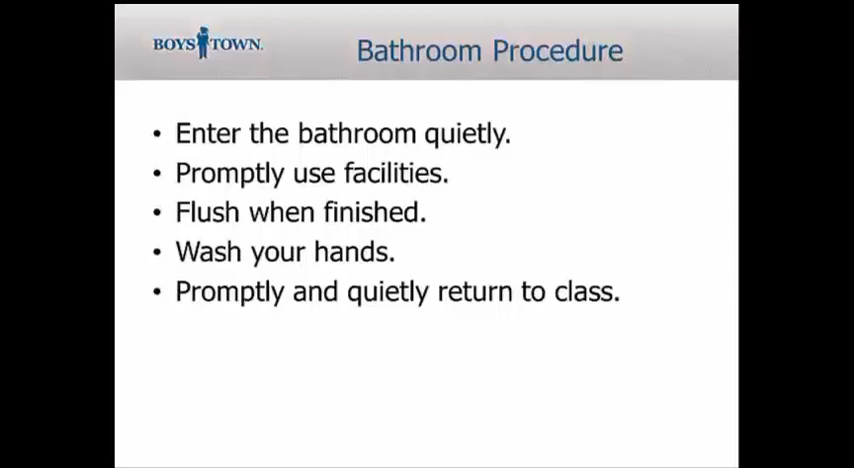 BOYS TOWN.
Bathroom Procedure
• Enter the bathroom quietly.
• Promptly use facilities.
• Flush when finished.
• Wash your hands.
• Promptly and quietly return to class.